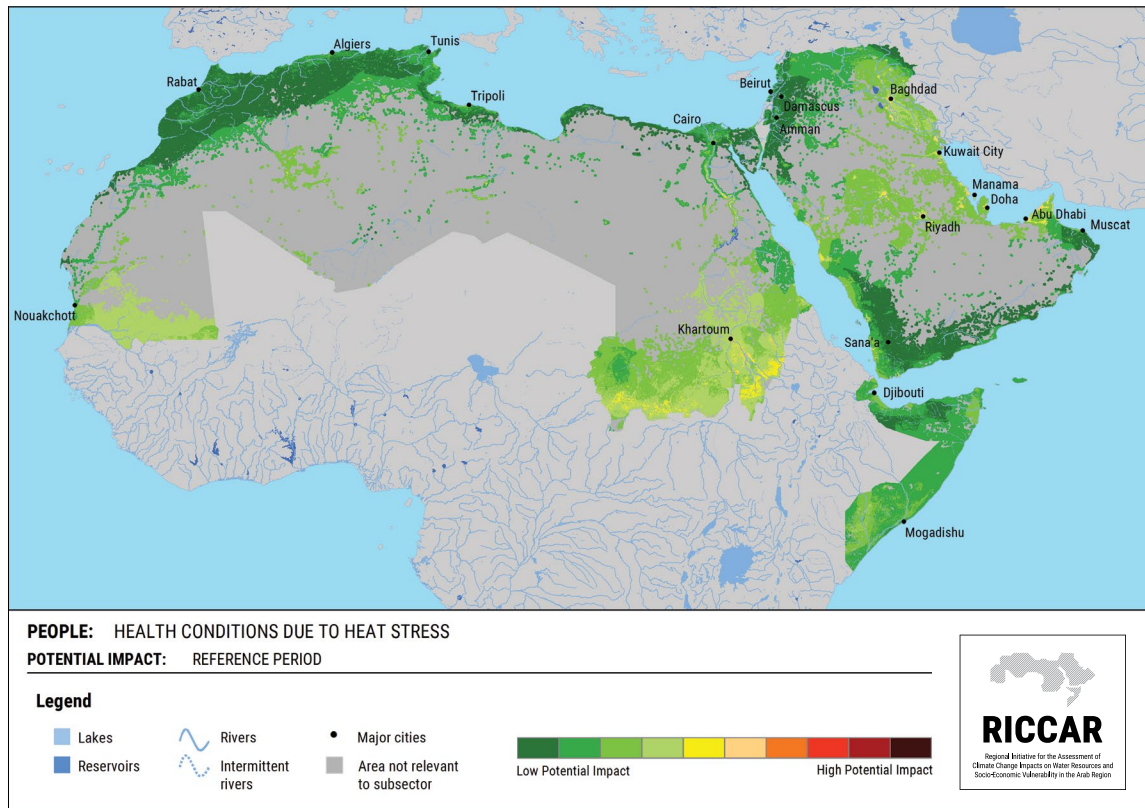 Algiers
Tunis
Rabat
Tripoli
Beirut
Baghdad
Damascus
Cairo
Amman
Kuwait City
Manama
Doha
Abu Dhabi
Riyadh
Muscat
Nouakchott
Khartoum
Sana'a
Djibouti
Mogadishu
PEOPLE: HEALTH CONDITIONS DUE TO HEAT STRESS
POTENTIAL IMPACT: REFERENCE PERIOD
Legend
Lakes
Rivers
Major cities
Reservoirs
Intermittent
rivers
Area not relevant
to subsector
Low Potential Impact
High Potential Impact
RICCAR
Regional Initiative for the Assessment of
Climate Change Impacts on Water Resources and
Socio-Economic Vulnerability in the Arab Region